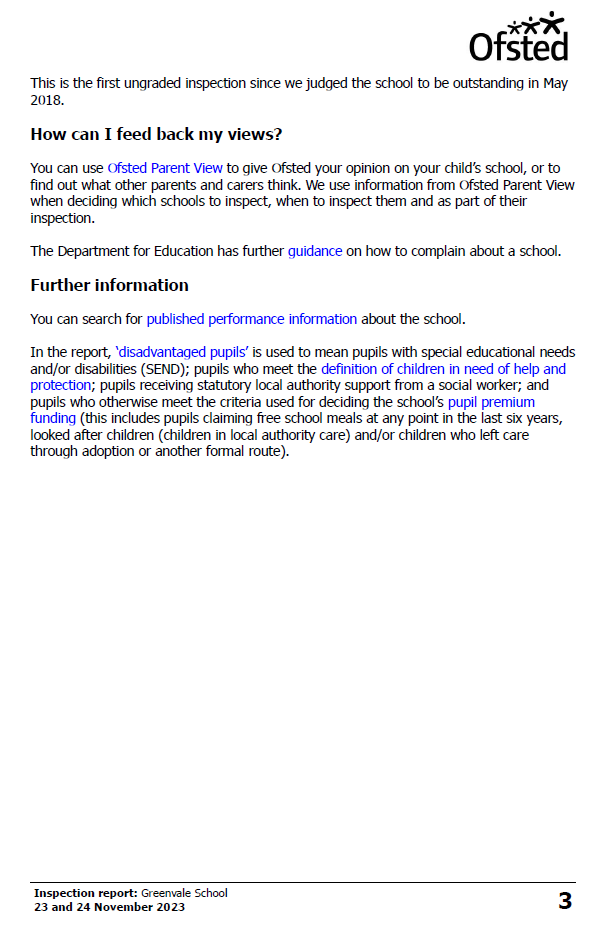 Ofsted
This is the first ungraded inspection since we judged the school to be outstanding in May
2018.
How can I feed back my views?
You can use Ofsted Parent View to give Ofsted your opinion on your child's school, or to
find out what other parents and carers think. We use information from Ofsted Parent View
when deciding which schools to inspect, when to inspect them and as part of their
inspection.
The Department for Education has further guidance on how to complain about a school.
Further information
You can search for published performance information about the school.
In the report, ‘disadvantaged pupils’ is used to mean pupils with special educational needs
and/or disabilities (SEND); pupils who meet the definition of children in need of help and
protection; pupils receiving statutory local authority support from a social worker; and
pupils who otherwise meet the criteria used for deciding the school's pupil premium
funding (this includes pupils claiming free school meals at any point in the last six years,
looked after children (children in local authority care) and/or children who left care
through adoption or another formal route).
Inspection report: Greenvale School
23 and 24 November 2023
3